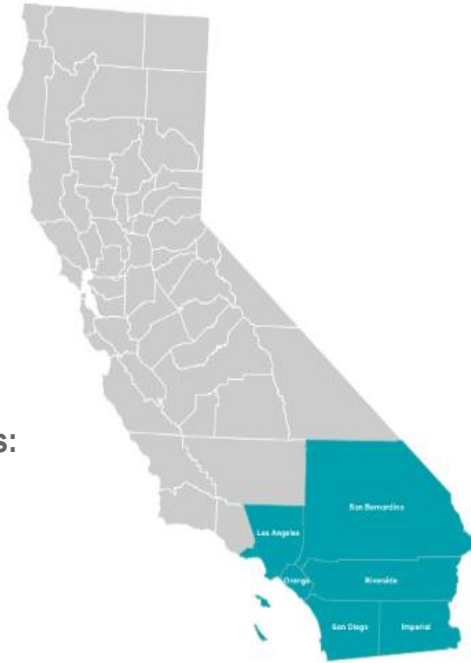 s:
San Bernardino
Los Angeles
Orange
Riverside
San Diego
Imperial